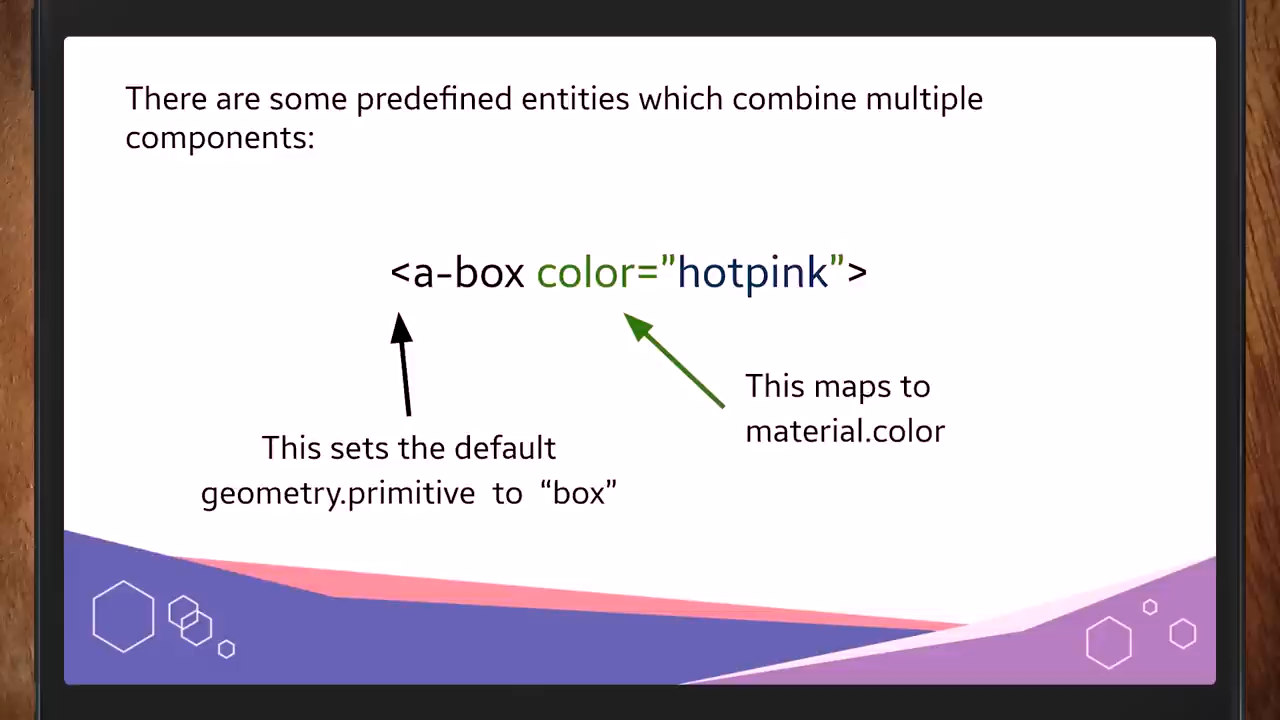 There are some predefined entities which combine multiple
components:
<a-box color="hotpink">
This maps to
material.color
This sets the default
geometry.primitive to “box”